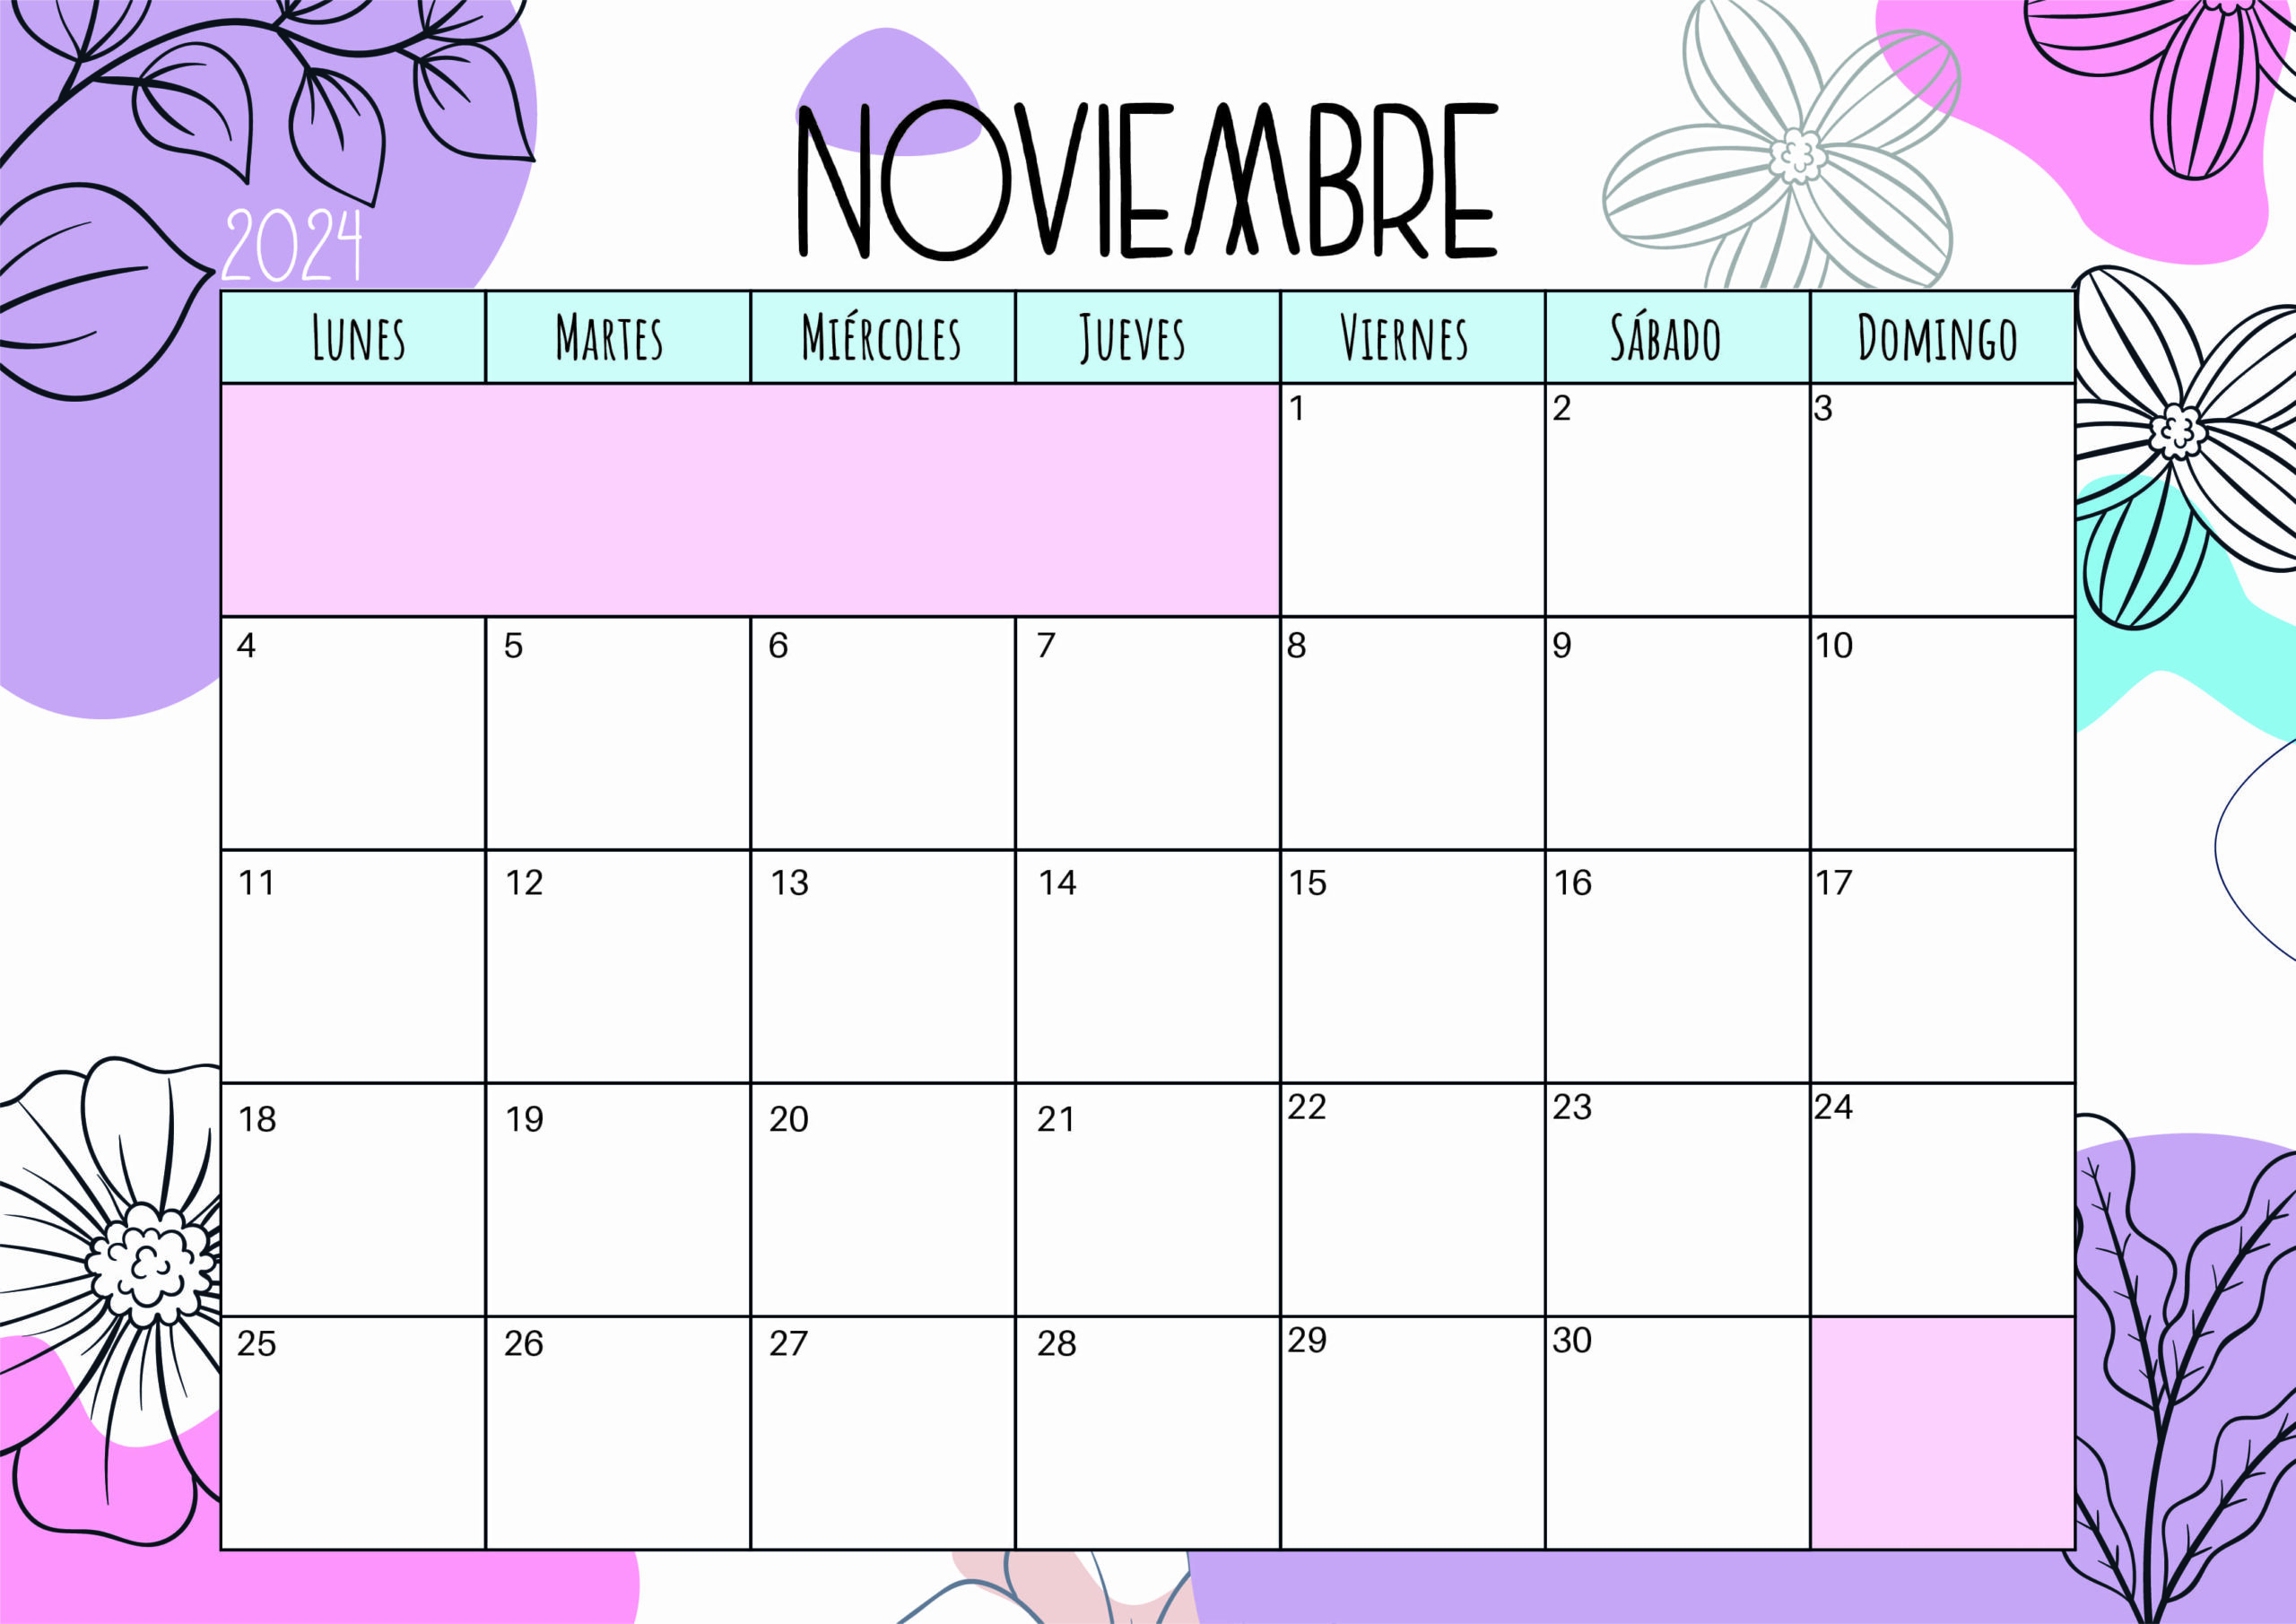 NOVIEMBRE
2024
LUNES MARTES MIÉRCOLES JUEVES VIERNES SÁBADO DOMINGO
1 2 3
4 5 6 7 8 9 10
11 12 13 14 15 16 17
18 19 20 21 22 23 24
25 26 27 28 29 30